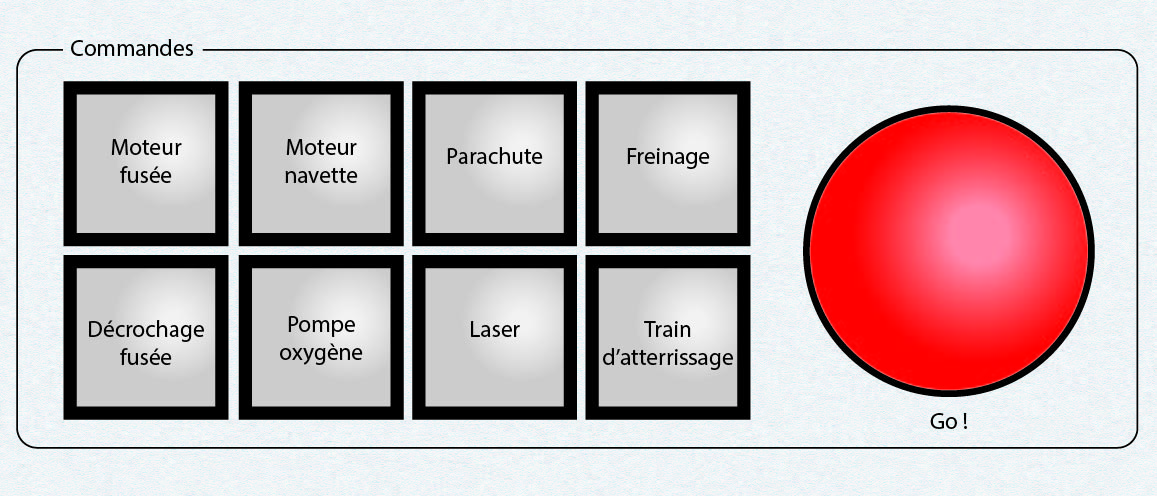 Commandes
Moteur
fusée
Moteur
navette
Parachute
Freinage
Décrochage
fusée
Pompe
oxygène
Laser
Train
d’atterrissage
Go !